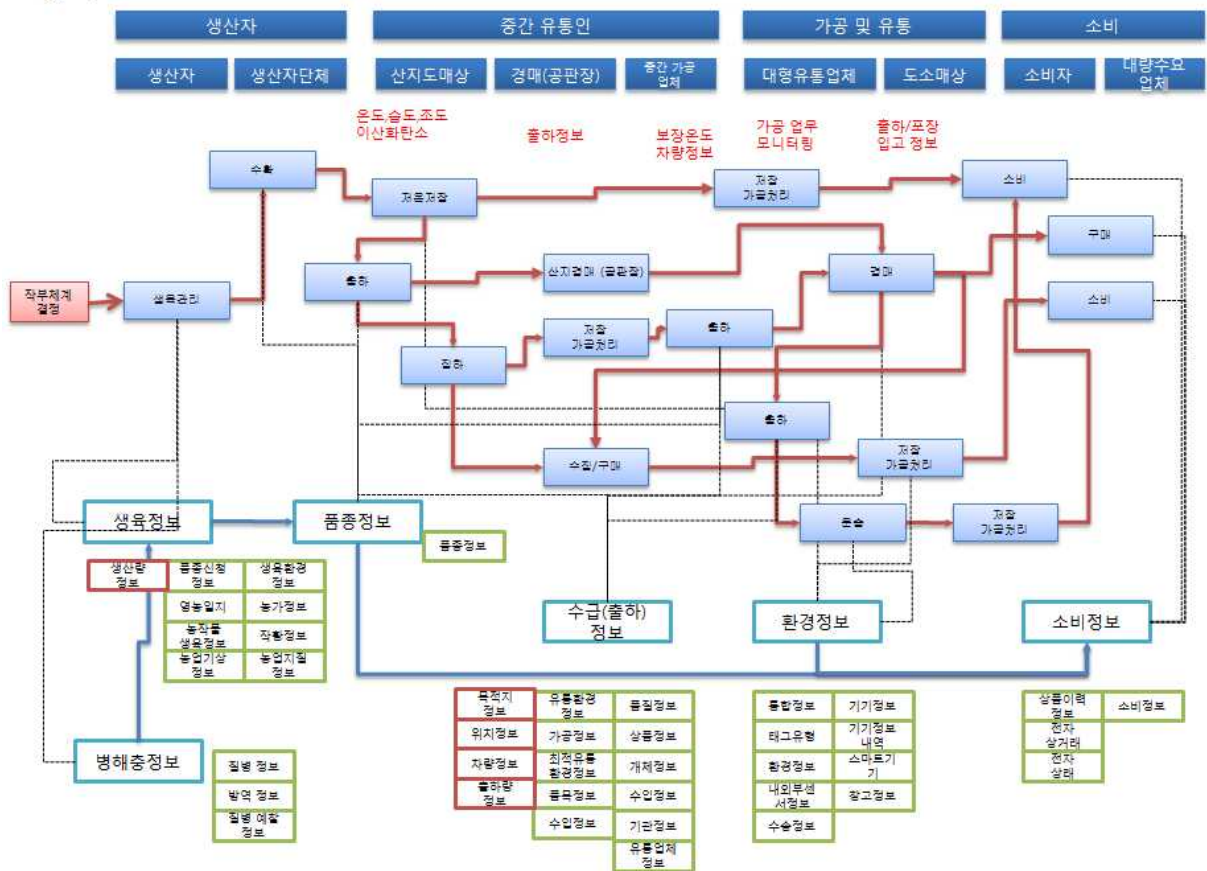 생산자
중간 유통인
가공 및 유통
소비
생산자
생산자단체
산지도매상
경매(공판장)
중간 가공
업체
대형유통업체
도소매상
소비자
대량수요
업체
온도,습도,조도
이산화탄소
출하정보
보장온도
차량정보
가공 업무
모니터링
출하/포장
입고 정보
수확
저온저장
저장
가공처리
소비
구매
출하
산지경매 (공판장)
경매
작부체계
결정
생육관리
소비
저장
가공처리
출하
집하
출하
수집/구매
저장
가공처리
생육정보
품종정보
운송
저장
가공처리
품종정보
생산량
정보
품종신청
정보
생육환경
정보
영농일지
농가정보
농작물
생육정보
작황정보
농업기상
정보
농업지질
정보
수급(출하)
정보
환경정보
소비정보
병해충정보
질병 정보
방역 정보
질병 예찰
정보
목적지
정보
유통환경
정보
품질정보
위치정보
가공정보
상품정보
차량정보
최적유통
환경정보
개체정보
출하량
정보
품목정보
수입정보
수입정보
기관정보
유통업체
정보
통합정보
기기정보
태그유형
기기정보
내역
환경정보
스마트기
기
내외부센
서정보
창고정보
수송정보
상품이력
정보
소비정보
전자
상거래
전자
상래